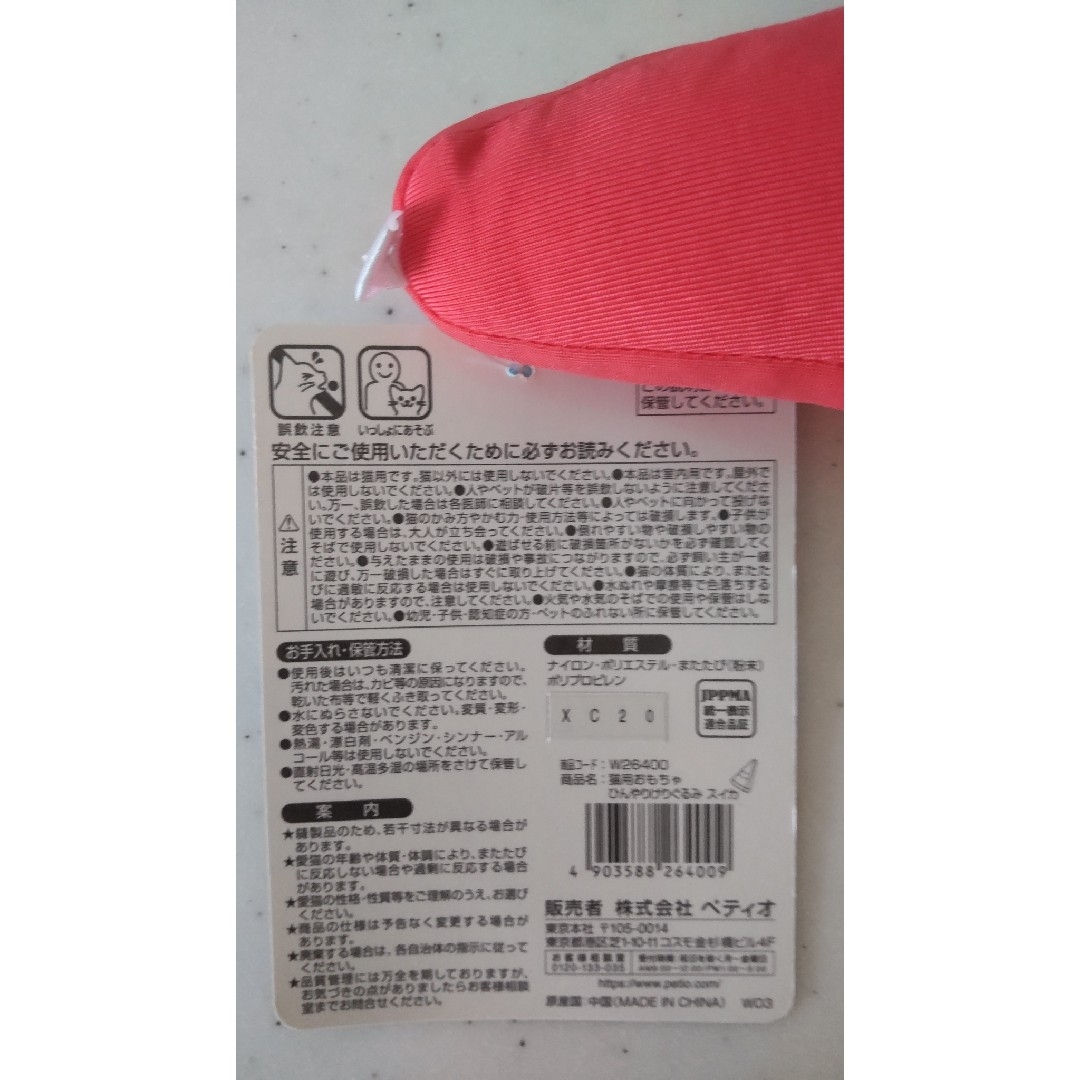 保管してください。
誤飲注意
いっしょにあそぶ
安全にご使用いただくために必ずお読みください。
注意
●本品は猫用です。猫以外には使用しないでください。●本品は室内用です。屋外で
は使用しないでください。●人やペットが破片等を誤飲しないように注意してくださ
い。万一、誤飲した場合は各医師に相談してください。●人やペットに向かって投げな
いでください。●猫のかみ方やかむ力・使用方法等によっては破損します。●子供が
使用する場合は、大人が立ち会ってください。●倒れやすい物や破損しやすい物の
そばで使用しないでください。●遊ばせる前に破損箇所がないかを必ず確認してく
ださい。●与えたままの使用は破損や事故につながりますので、必ず飼い主が一緒
に遊び、万一破損した場合はすぐに取り上げてください。●猫の体質により、またた
びに過敏に反応する場合は使用しないでください。●水ぬれや摩擦等で色落ちする
場合がありますので、注意してください。●火気や水気のそばでの使用や保管はしな
いでください。●幼児・子供・認知症の方・ペットのふれない所に保管してください。
お手入れ・保管方法
●使用後はいつも清潔に保ってください。
汚れた場合は、カビ等の原因になりますので、
乾いた布等で軽くふき取ってください。
●水にぬらさないでください。変質・変形・
変色する場合があります。
●熱湯・漂白剤・ベンジン・シンナー・アル
コール等は使用しないでください。
●直射日光・高温多湿の場所をさけて保管し
てください。
案内
★縫製品のため、若干寸法が異なる場合が
あります。
★愛猫の年齢や体質・体調により、またたび
に反応しない場合や過剰に反応する場合
があります。
★愛猫の性格・性質等をご理解のうえ、お選び
ください。
★商品の仕様は予告なく変更する場合が
あります。
★廃棄する場合は、各自治体の指示に従って
ください。
★品質管理には万全を期しておりますが、
お気づきの点がありましたらお客様相談
室までお問合せください。
材質
ナイロン・ポリエステル・またたび(粉末)
ポリプロピレン
XC20
JPPMA
統一表示
適合品証
商品コード：W26400
商品名：猫用おもちゃ
ひんやりけりぐるみ スイカ
4 903588 264009
販売者 株式会社 ペティオ
東京本社 〒105-0014
東京都港区芝1-10-11コスモ金杉橋ビル4F
お客様相談室
0120-133-035
受付時間：祝日を除く月〜金曜日
https://www.petio.com/
原産国：中国(MADE IN CHINA) W03